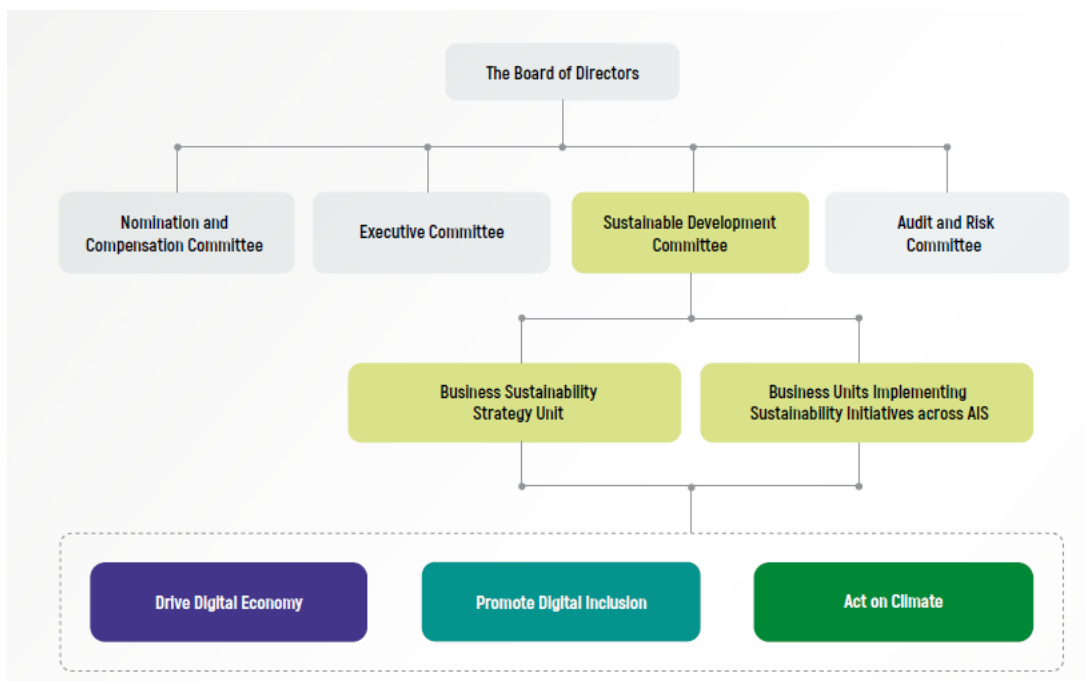 The Board of Directors
Nomination and
Compensation Committee
Executive Committee
Sustainable Development
Committee
Audit and Risk
Committee
Business Sustainability
Strategy Unit
Business Units Implementing
Sustainability Initiatives across AIS
Drive Digital Economy
Promote Digital Inclusion
Act on Climate